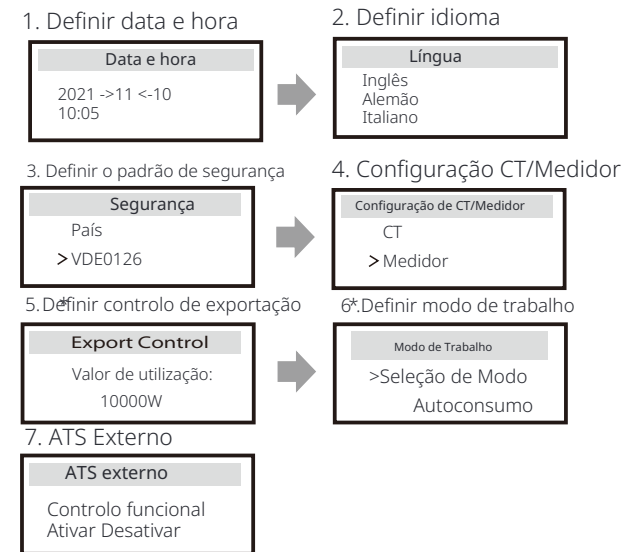 1. Definir data e hora
Data e hora
2021 ->11 <-10
10:05
2. Definir idioma
Língua
Inglês
Alemão
Italiano
3. Definir o padrão de segurança
Segurança
País
>VDE0126
4. Configuração CT/Medidor
Configuração de CT/Medidor
CT
>Medidor
5.*Definir controlo de exportação
Export Control
Valor de utilização:
10000W
6*.Definir modo de trabalho
Modo de Trabalho
>Seleção de Modo
Autoconsumo
7. ATS Externo
ATS externo
Controlo funcional
Ativar Desativar